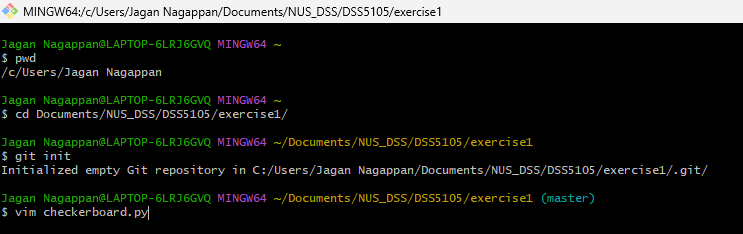 MINGW64:/c/Users/Jagan Nagappan/Documents/NUS_DSS/DSS5105/exercise1
Jagan Nagappan@LAPTOP-6LRJ6GVQ MINGW64 ~
$ pwd
/c/Users/Jagan Nagappan
Jagan Nagappan@LAPTOP-6LRJ6GVQ MINGW64 ~
$ cd Documents/NUS_DSS/DSS5105/exercise1/
Jagan Nagappan@LAPTOP-6LRJ6GVQ MINGW64 ~/Documents/NUS_DSS/DSS5105/exercise1
$ git init
Initialized empty Git repository in C:/Users/Jagan Nagappan/Documents/NUS_DSS/DSS5105/exercise1/.git/
Jagan Nagappan@LAPTOP-6LRJ6GVQ MINGW64 ~/Documents/NUS_DSS/DSS5105/exercise1 (master)
$ vim checkerboard.py